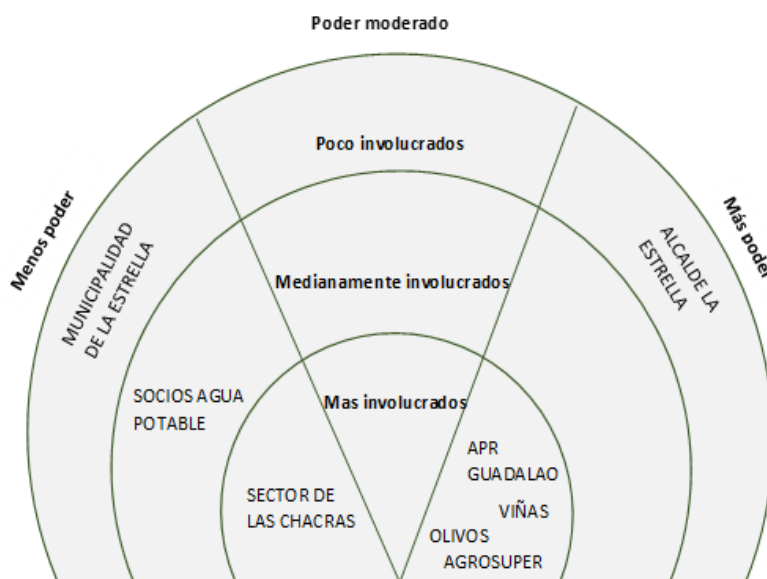 Poder moderado
Poco involucrados
Menos poder
Más poder
MUNICIPALIDAD
DE LA ESTRELLA
ALCALDE LA
ESTRELLA
Medianamente involucrados
SOCIOS AGUA
POTABLE
Mas involucrados
APR
GUADALAO
SECTOR DE
LAS CHACRAS
VIÑAS
OLIVOS
AGROSUPER